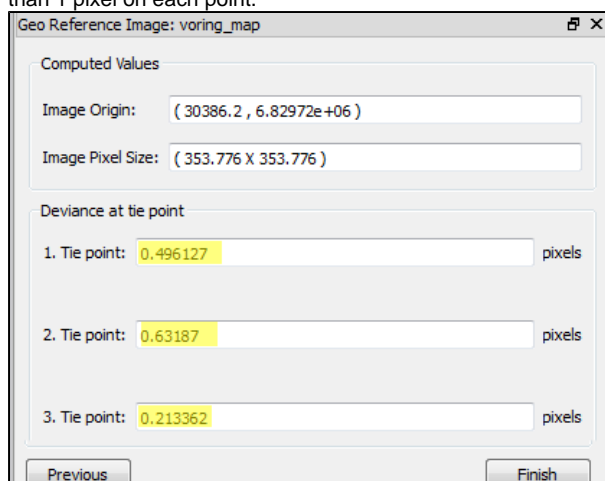 than 1 pixel on each point.
Geo Reference Image: voring_map
Computed Values
Image Origin: ( 30386.2 , 6.82972e+06 )
Image Pixel Size: ( 353.776 X 353.776 )
Deviance at tie point
1. Tie point: 0.496127 pixels
2. Tie point: 0.63187 pixels
3. Tie point: 0.213362 pixels
Previous Finish